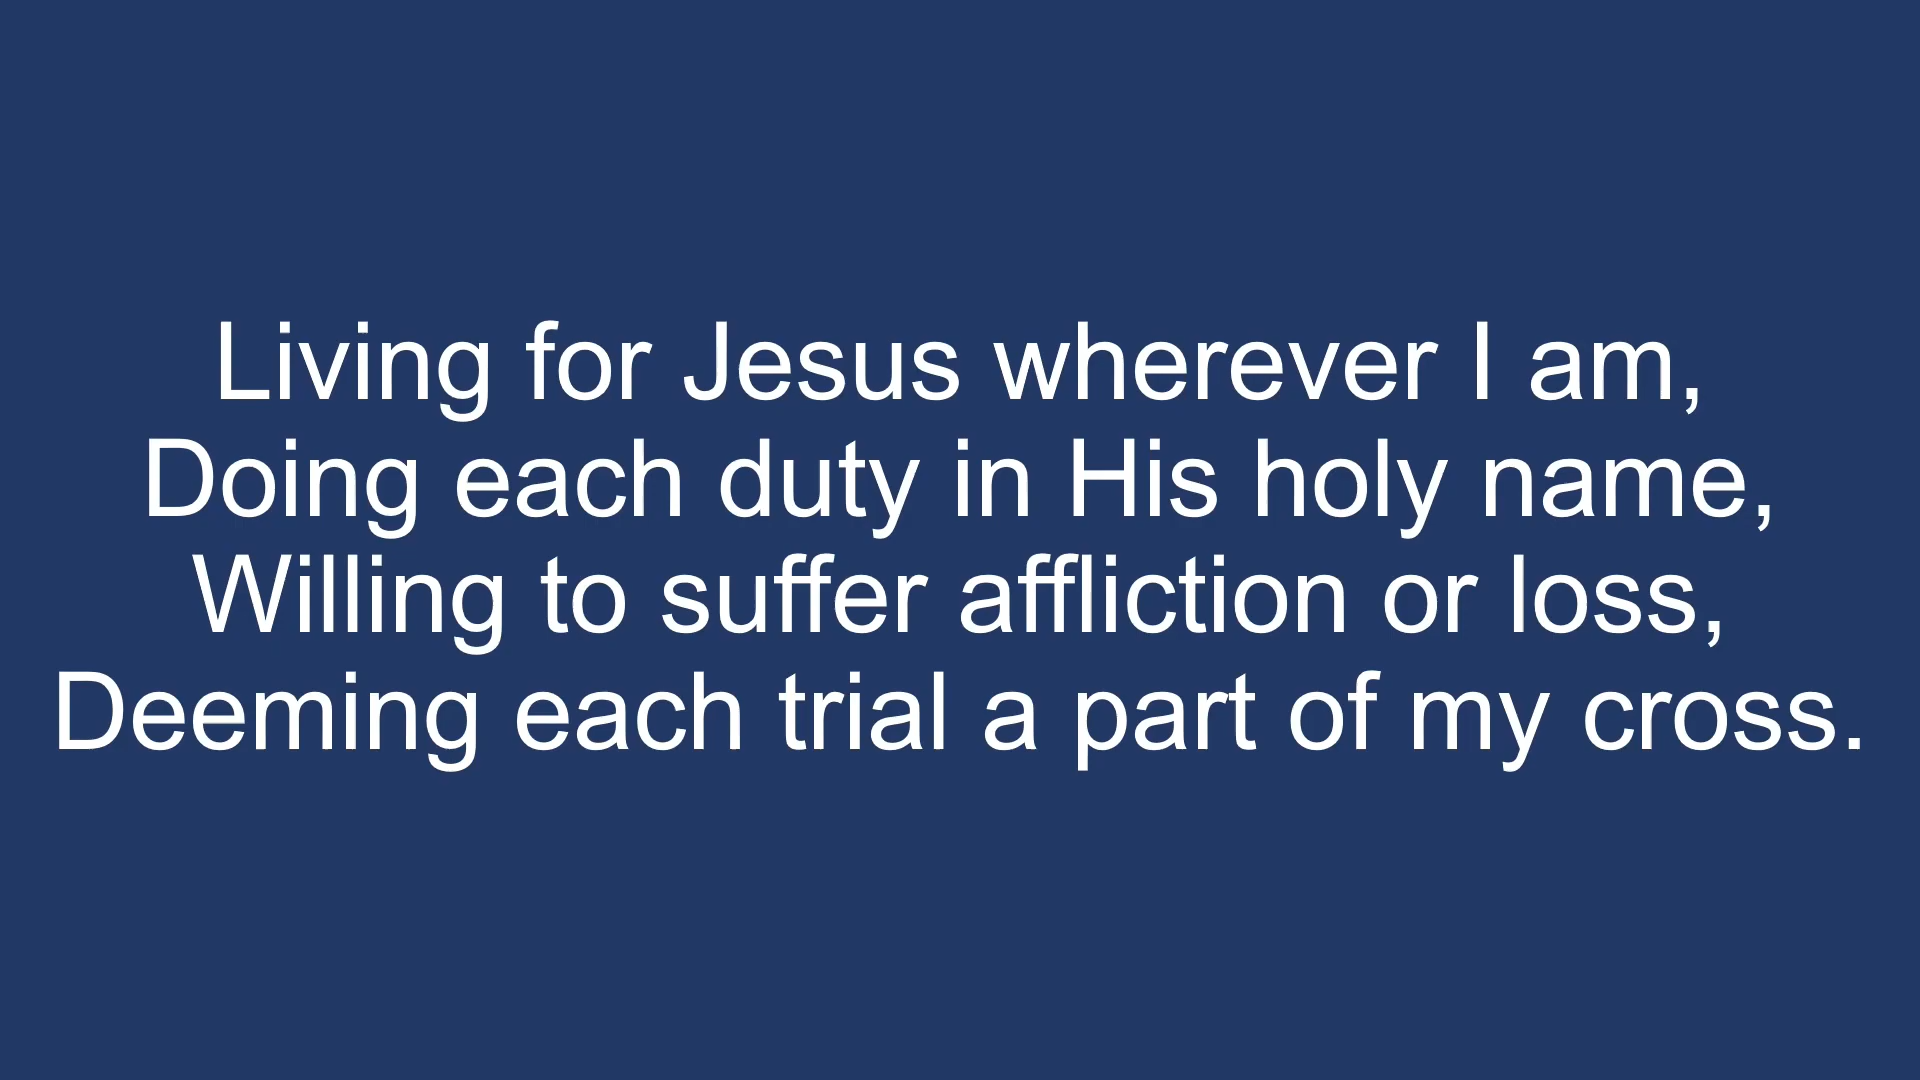 Living for Jesus wherever I am,
Doing each duty in His holy name,
Willing to suffer affliction or loss,
Deeming each trial a part of my cross.